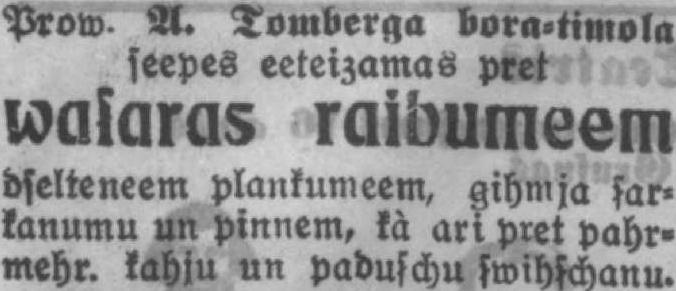 Prow. A. Tomberga bora-timola
seepes eeteizamas pret
wasaras raibumeem
dselteneem plankumeem, gihmja sar-
kanumu un pinnem, kà ari pret pahr-
mehr. kahju un paduschu swihschanu.